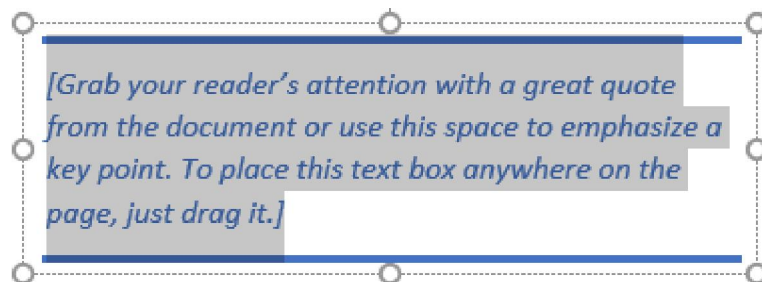 [Grab your reader’s attention with a great quote
from the document or use this space to emphasize a
key point. To place this text box anywhere on the
page, just drag it.]